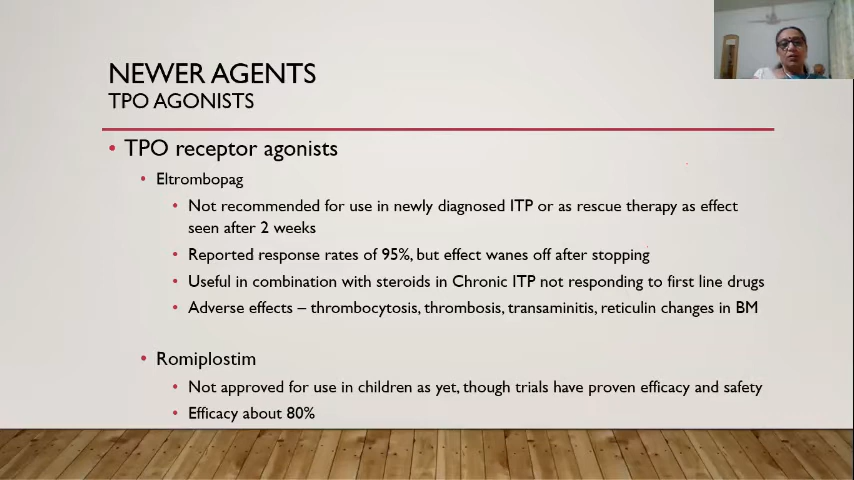 NEWER AGENTS
TPO AGONISTS
• TPO receptor agonists
• Eltrombopag
• Not recommended for use in newly diagnosed ITP or as rescue therapy as effect
seen after 2 weeks
• Reported response rates of 95%, but effect wanes off after stopping
• Useful in combination with steroids in Chronic ITP not responding to first line drugs
• Adverse effects – thrombocytosis, thrombosis, transaminitis, reticulin changes in BM
• Romiplostim
• Not approved for use in children as yet, though trials have proven efficacy and safety
• Efficacy about 80%